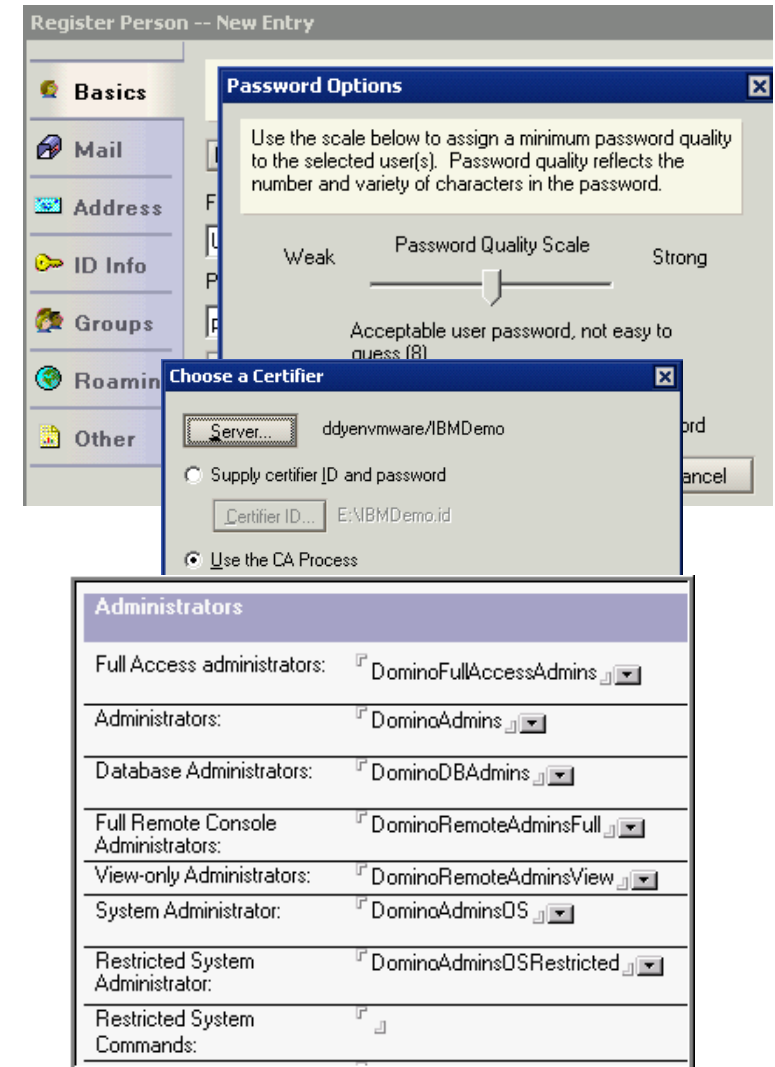 Register Person -- New Entry
Basics
Mail
Address
ID Info
Groups
Roamin
Other
Password Options
Use the scale below to assign a minimum password quality
to the selected user(s). Password quality reflects the
number and variety of characters in the password.
Password Quality Scale
Weak
Strong
Acceptable user password, not easy to
guess (8)
F
P
ord
ancel
Choose a Certifier
Server...
ddyenvmware/IBMDemo
Supply certifier ID and password
Certifier ID...
E:\IBMDemo.id
Use the CA Process
Administrators
Full Access administrators: DominoFullAccessAdmins
Administrators: DominoAdmins
Database Administrators: DominoDBAdmins
Full Remote Console DominoRemoteAdminsFull
Administrators:
View-only Administrators: DominoRemoteAdminsView
System Administrator: DominoAdminsOS
Restricted System DominoAdminsOSRestricted
Administrator:
Restricted System
Commands: